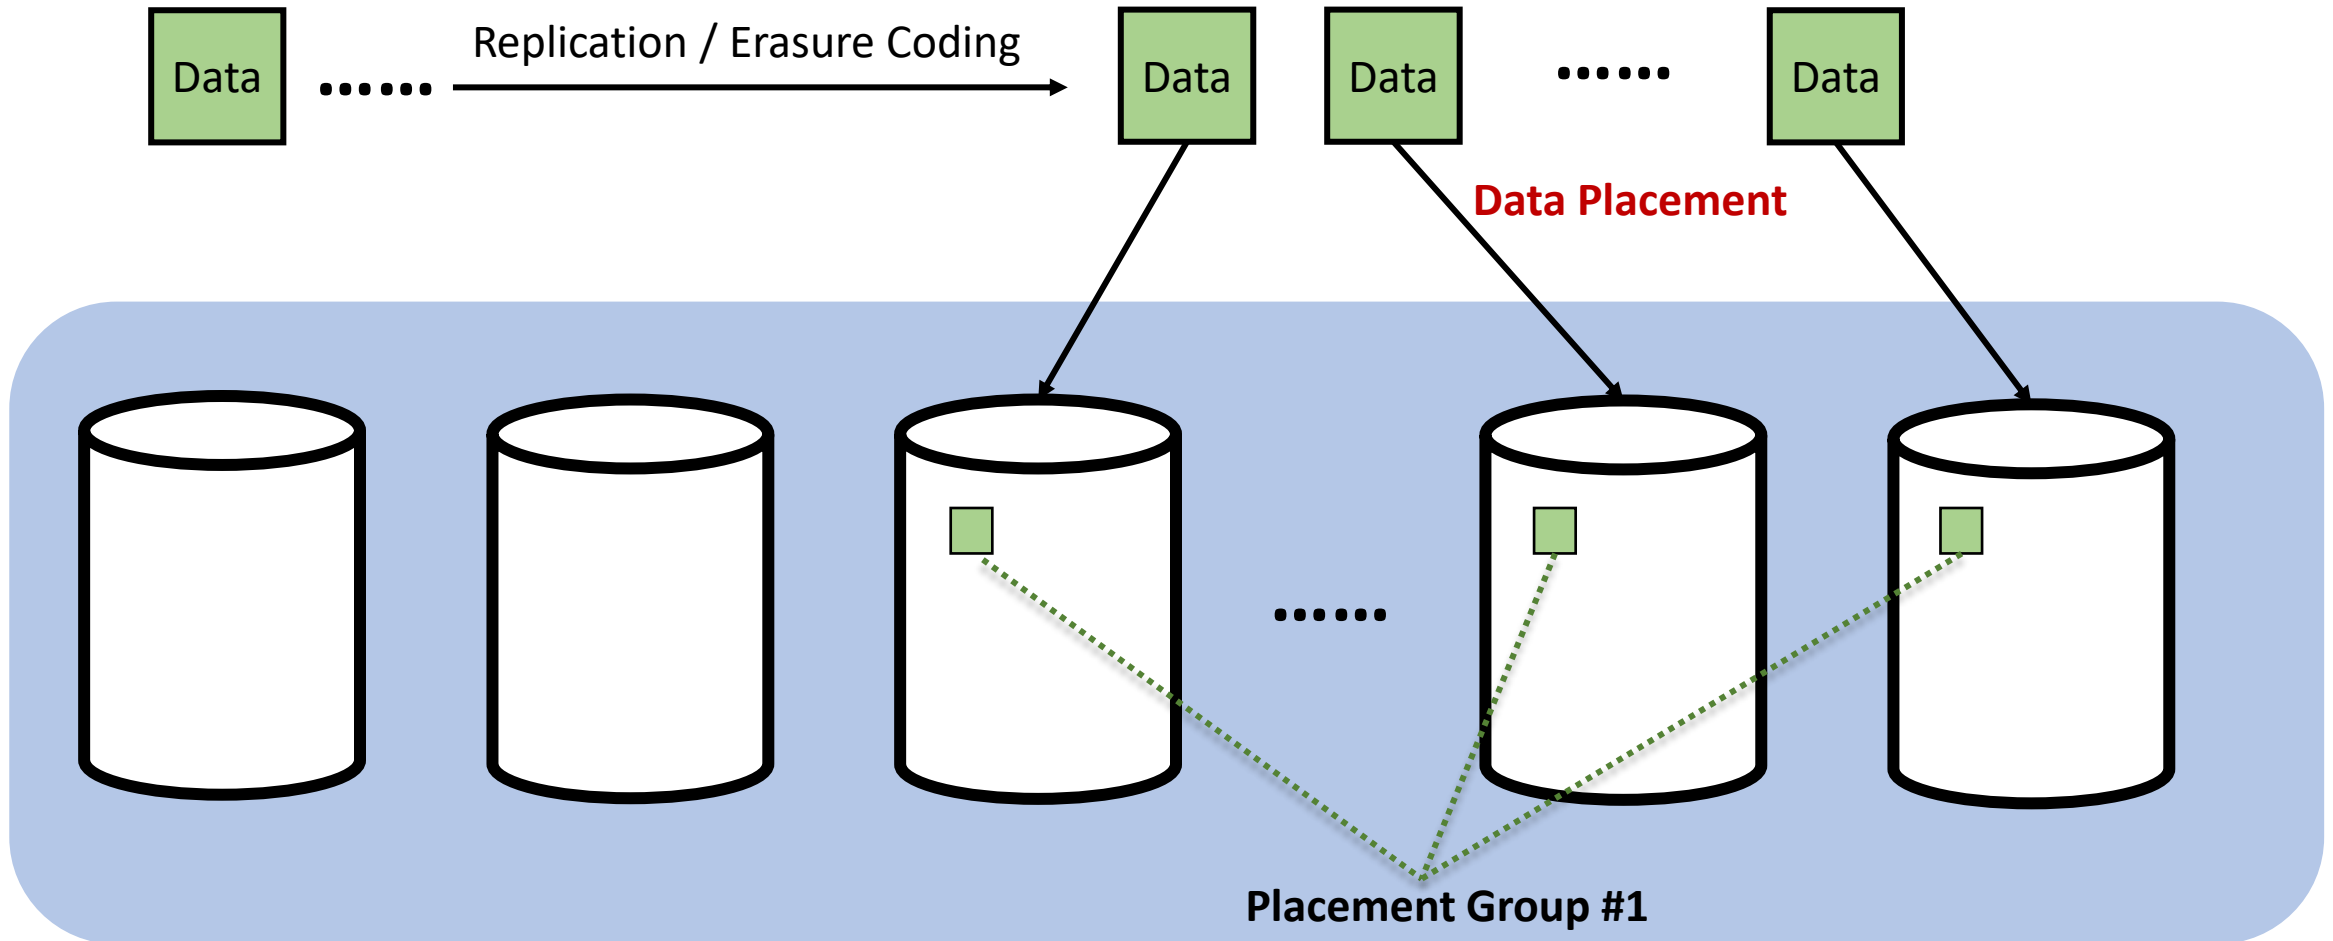 Data
......
Replication / Erasure Coding
Data
Data
......
Data
Data Placement
......
Placement Group #1